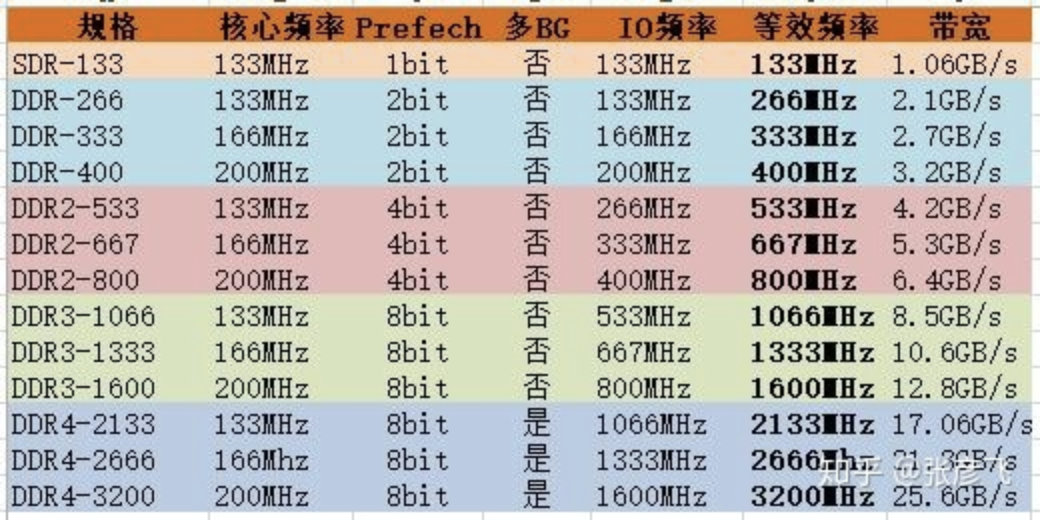 规格 核心频率 Prefech 多BG IO频率 等效频率 带宽
SDR-133 133MHz 1bit 否 133MHz 133MHz 1.06GB/s
DDR-266 133MHz 2bit 否 133MHz 266MHz 2.1GB/s
DDR-333 166MHz 2bit 否 166MHz 333MHz 2.7GB/s
DDR-400 200MHz 2bit 否 200MHz 400MHz 3.2GB/s
DDR2-533 133MHz 4bit 否 266MHz 533MHz 4.2GB/s
DDR2-667 166MHz 4bit 否 333MHz 667MHz 5.3GB/s
DDR2-800 200MHz 4bit 否 400MHz 800MHz 6.4GB/s
DDR3-1066 133MHz 8bit 否 533MHz 1066MHz 8.5GB/s
DDR3-1333 166MHz 8bit 否 667MHz 1333MHz 10.6GB/s
DDR3-1600 200MHz 8bit 否 800MHz 1600MHz 12.8GB/s
DDR4-2133 133MHz 8bit 是 1066MHz 2133MHz 17.06GB/s
DDR4-2666 166Mhz 8bit 是 1333MHz 2666Mhz
知乎 @张彦飞
DDR4-3200 200MHz 8bit 是 1600MHz 3200MHz 25.6GB/s